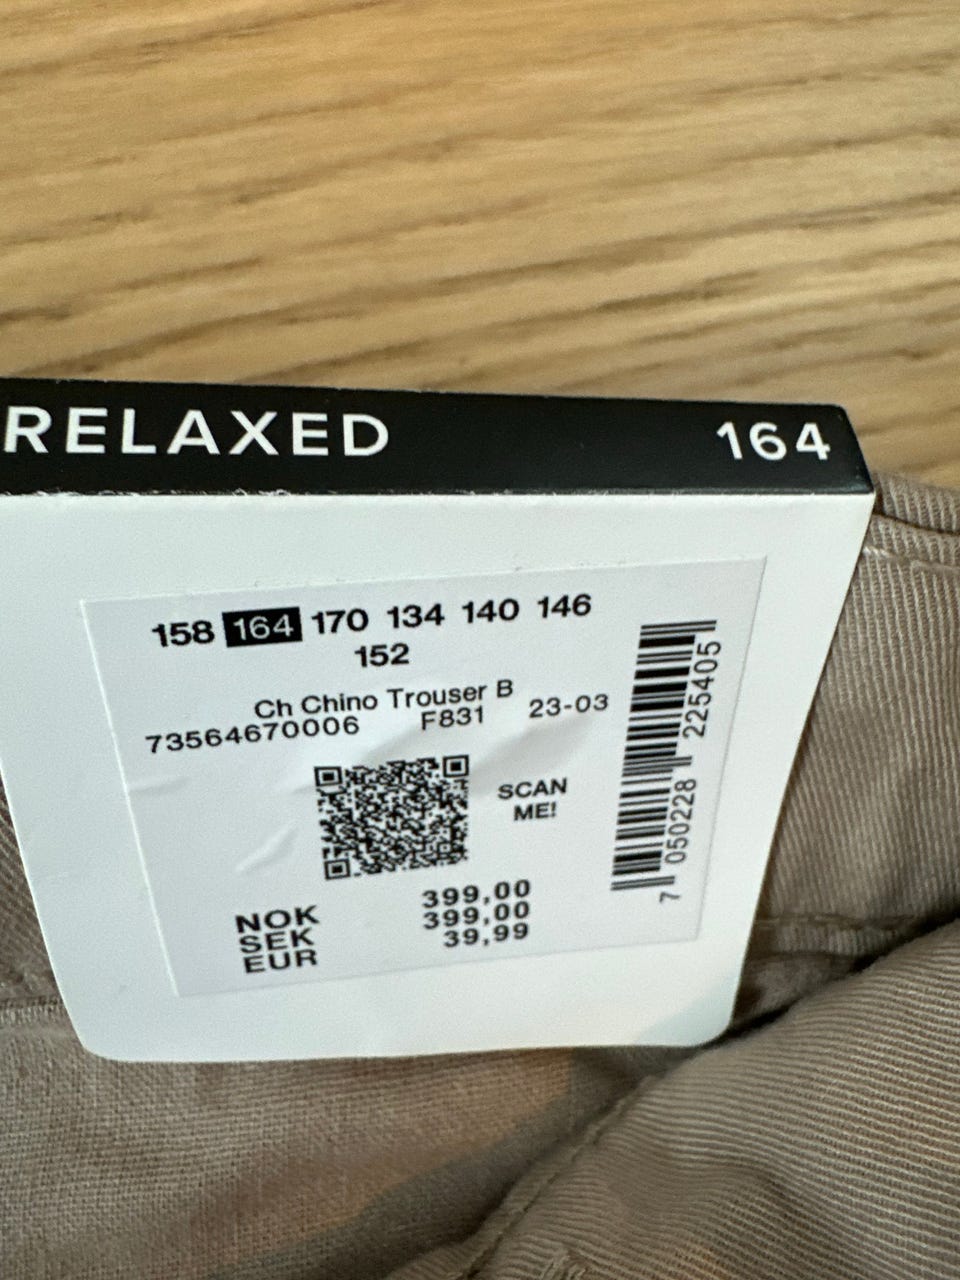 RELAXED 164
158 164 170 134 140 146
152
Ch Chino Trouser B
73564670006 F831 23-03
SCAN
ME!
NOK 399,00
SEK 399,00
EUR 39,99
7 050228 225405